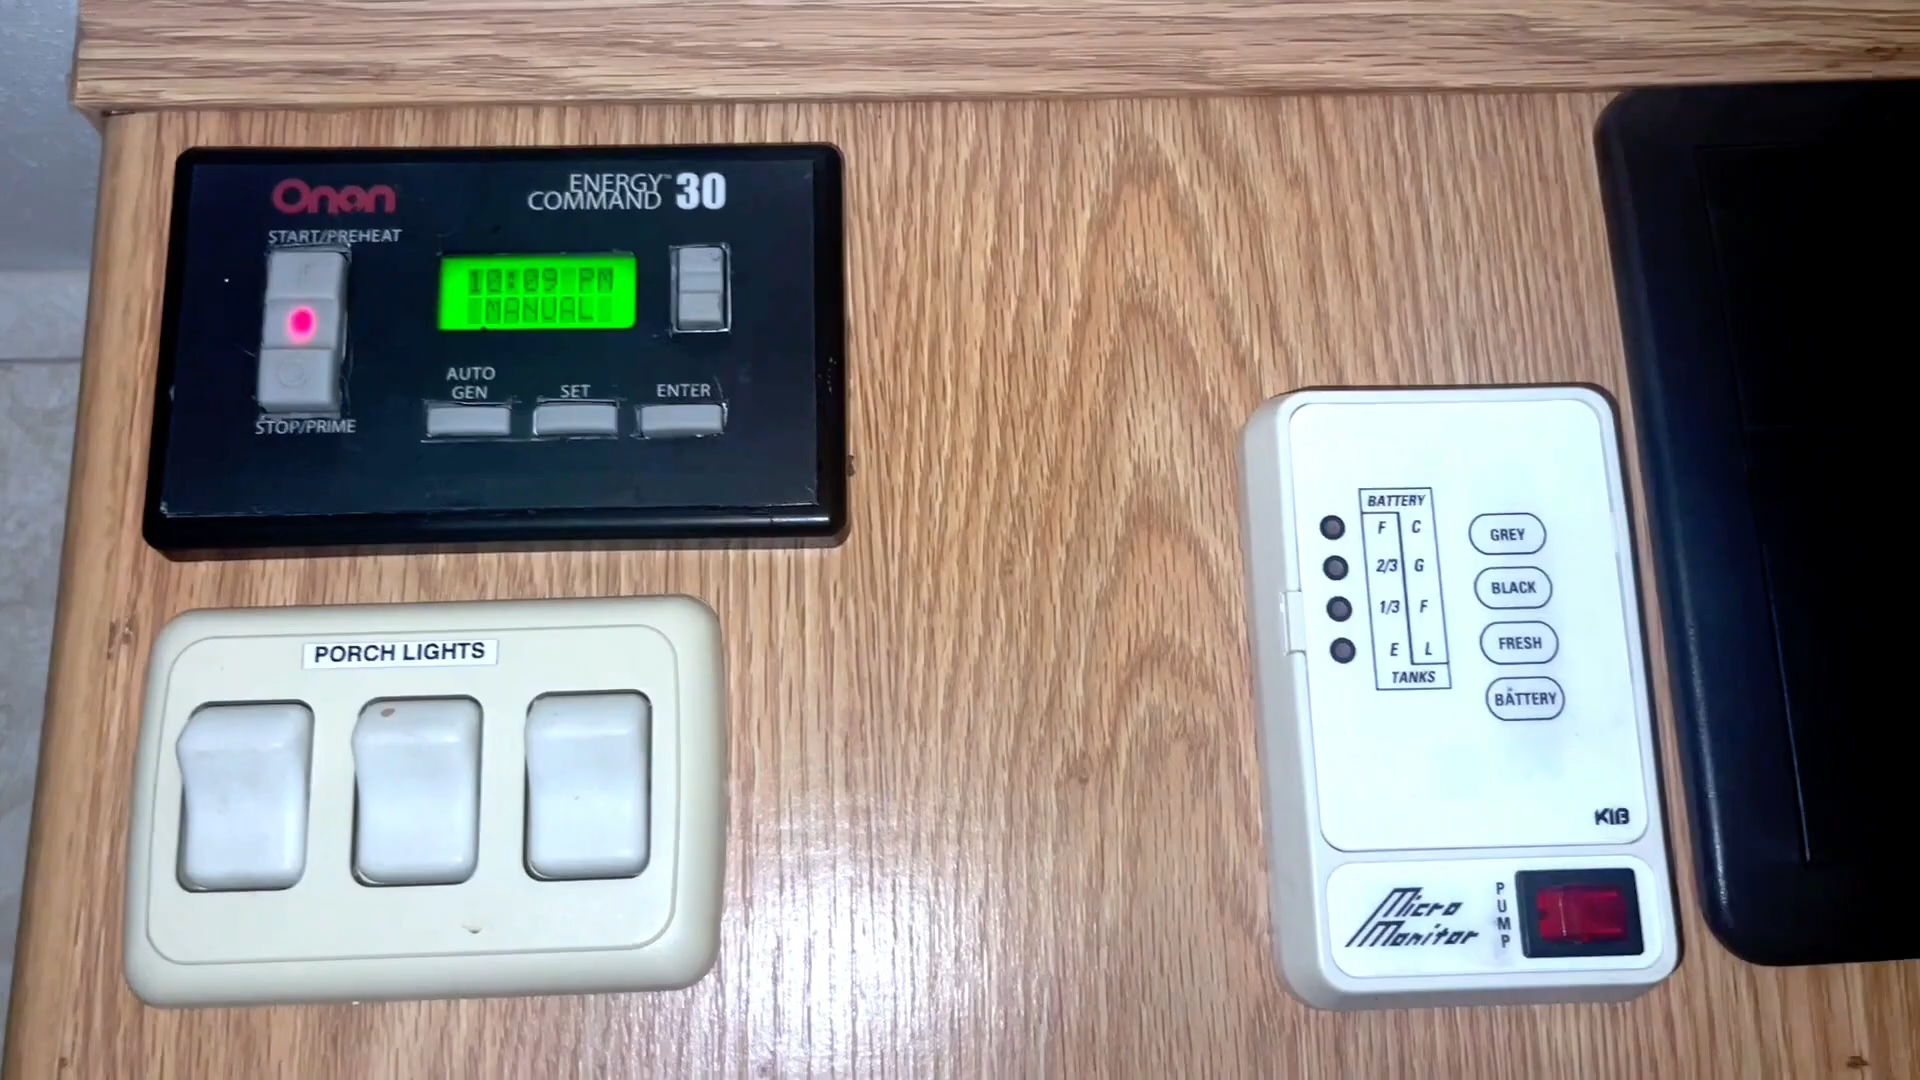 Onan
ENERGY™
COMMAND 30
START/PREHEAT
10:09 PM
MANUAL
AUTO
GEN
SET
ENTER
STOP/PRIME
PORCH LIGHTS
BATTERY
F C
2/3 G
1/3 F
E L
TANKS
GREY
BLACK
FRESH
BATTERY
KIB
Micro
Monitor
PUMP